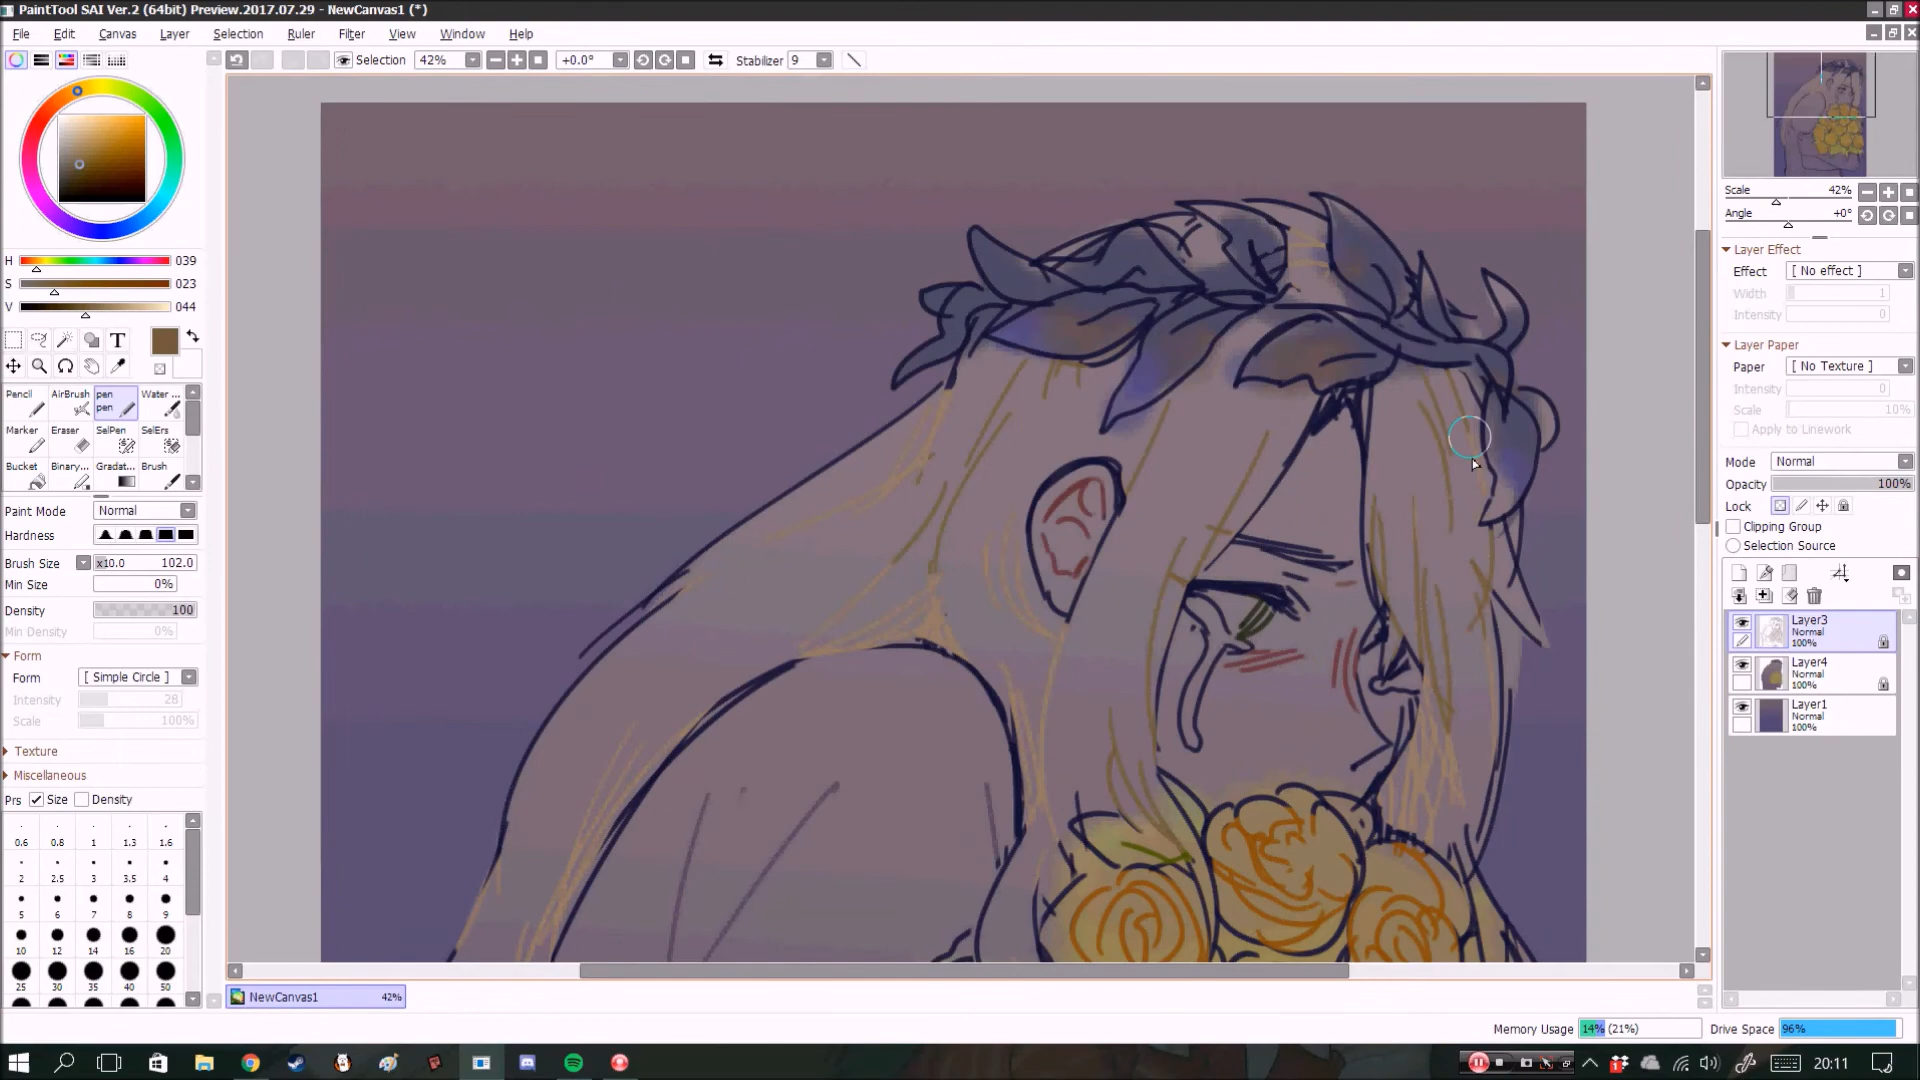 PaintTool SAI Ver.2 (64bit) Preview.2017.07.29 - NewCanvas1 (*)
File Edit Canvas Layer Selection Ruler Filter View Window Help
Selection 42% +0.0° Stabilizer 9
H 039
S 023
V 044
T
Pencil AirBrush pen pen Water ...
Marker Eraser SelPen SelErs
Bucket Binary... Gradat... Brush
Paint Mode Normal
Hardness
Brush Size x10.0 102.0
Min Size 0%
Density 100
Min Density 0%
Form
Form [ Simple Circle ]
Intensity 28
Scale 100%
Texture
Miscellaneous
Prs Size Density
0.6 0.8 1 1.3 1.6
2 2.5 3 3.5 4
5 6 7 8 9
10 12 14 16 20
25 30 35 40 50
Scale 42%
Angle +0°
Layer Effect
Effect [ No effect ]
Width 1
Intensity 0
Layer Paper
Paper [ No Texture ]
Intensity 0
Scale 10%
Apply to Linework
Mode Normal
Opacity 100%
Lock
Clipping Group
Selection Source
Layer3
Normal
100%
Layer4
Normal
100%
Layer1
Normal
100%
NewCanvas1 42%
Memory Usage 14% (21%) Drive Space 96%
20:11